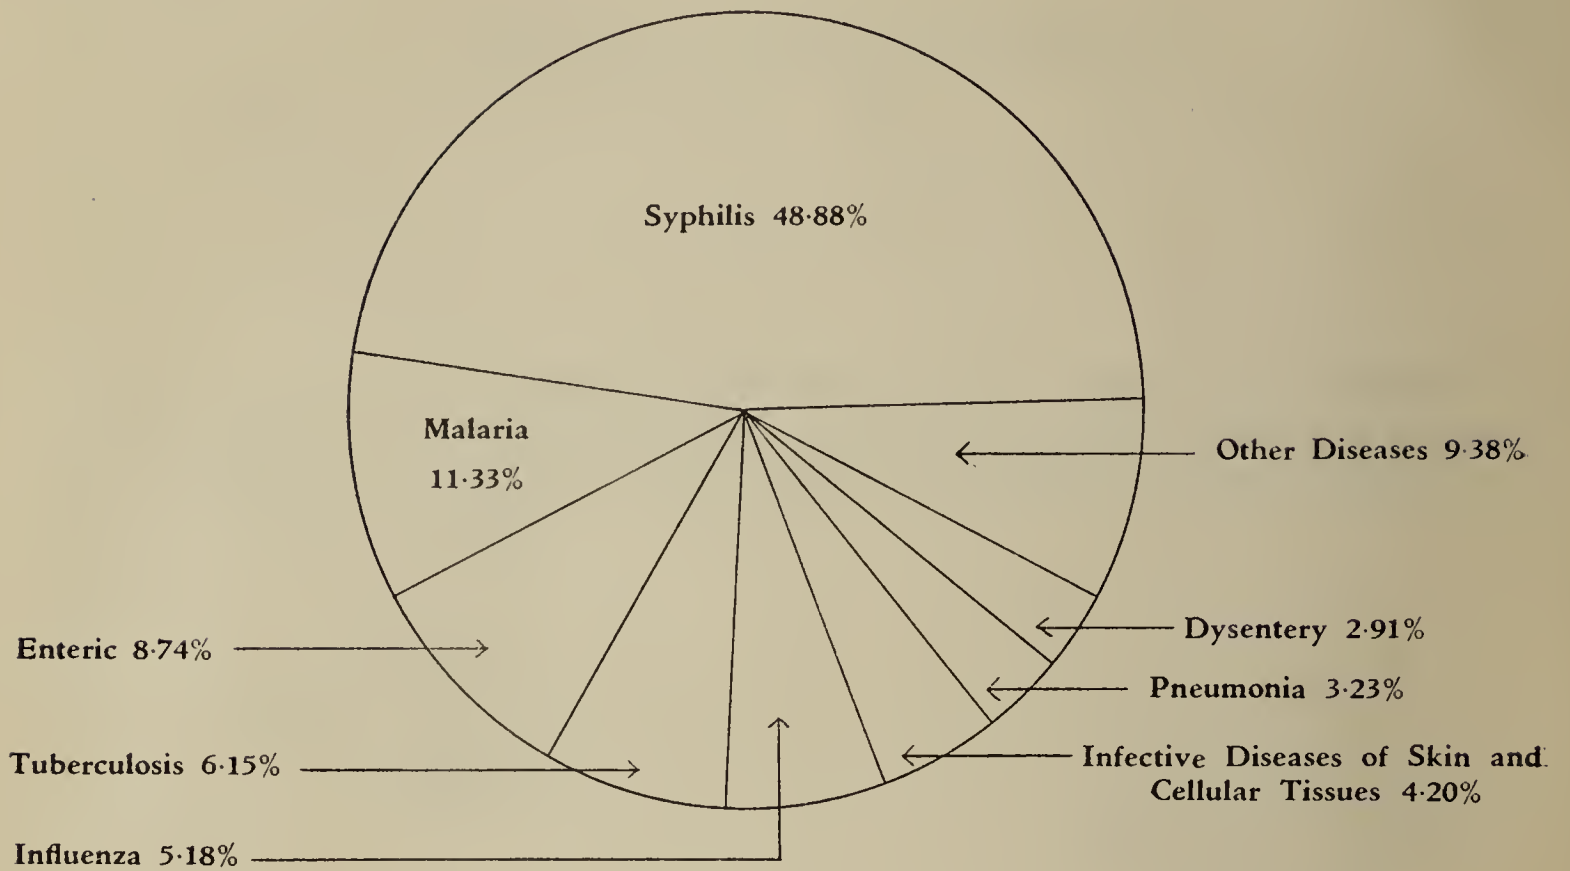 Syphilis 48·88%
Malaria
11·33%
Other Diseases 9·38%
Enteric 8·74%
Dysentery 2·91%
Pneumonia 3·23%
Tuberculosis 6·15%
Infective Diseases of Skin and
Cellular Tissues 4·20%
Influenza 5·18%